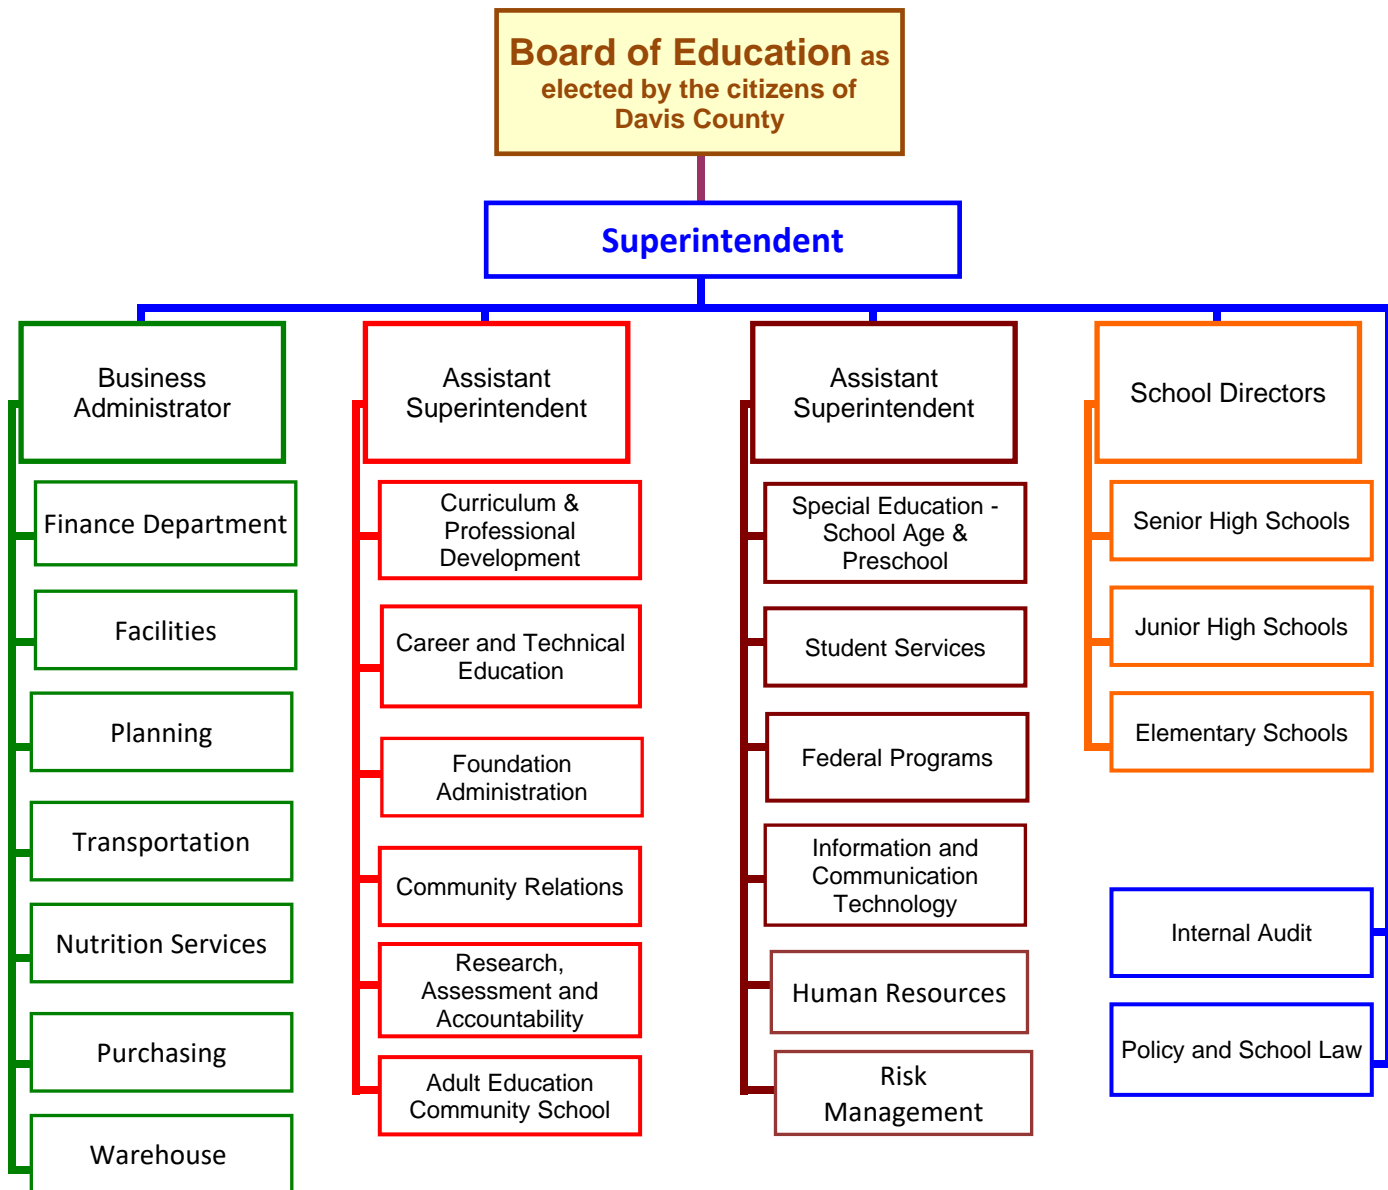 Board of Education as
elected by the citizens of
Davis County
Superintendent
Business
Administrator
Finance Department
Facilities
Planning
Transportation
Nutrition Services
Purchasing
Warehouse
Assistant
Superintendent
Curriculum &
Professional
Development
Career and Technical
Education
Foundation
Administration
Community Relations
Research,
Assessment and
Accountability
Adult Education
Community School
Assistant
Superintendent
Special Education -
School Age &
Preschool
Student Services
Federal Programs
Information and
Communication
Technology
Human Resources
Risk
Management
School Directors
Senior High Schools
Junior High Schools
Elementary Schools
Internal Audit
Policy and School Law